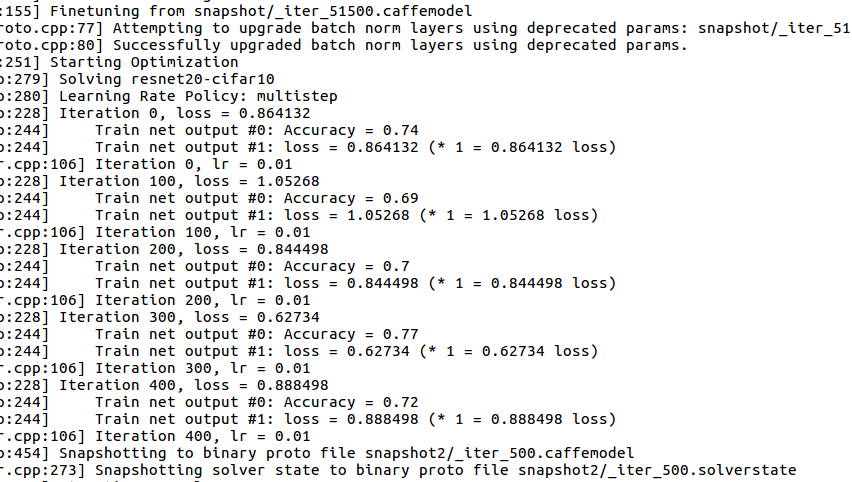 :155] Finetuning from snapshot/_iter_51500.caffemodel
roto.cpp:77] Attempting to upgrade batch norm layers using deprecated params: snapshot/_iter_51
roto.cpp:80] Successfully upgraded batch norm layers using deprecated params.
:251] Starting Optimization
p:279] Solving resnet20-cifar10
p:280] Learning Rate Policy: multistep
p:228] Iteration 0, loss = 0.864132
p:244]     Train net output #0: Accuracy = 0.74
p:244]     Train net output #1: loss = 0.864132 (* 1 = 0.864132 loss)
r.cpp:106] Iteration 0, lr = 0.01
p:228] Iteration 100, loss = 1.05268
p:244]     Train net output #0: Accuracy = 0.69
p:244]     Train net output #1: loss = 1.05268 (* 1 = 1.05268 loss)
r.cpp:106] Iteration 100, lr = 0.01
p:228] Iteration 200, loss = 0.844498
p:244]     Train net output #0: Accuracy = 0.7
p:244]     Train net output #1: loss = 0.844498 (* 1 = 0.844498 loss)
r.cpp:106] Iteration 200, lr = 0.01
p:228] Iteration 300, loss = 0.62734
p:244]     Train net output #0: Accuracy = 0.77
p:244]     Train net output #1: loss = 0.62734 (* 1 = 0.62734 loss)
r.cpp:106] Iteration 300, lr = 0.01
p:228] Iteration 400, loss = 0.888498
p:244]     Train net output #0: Accuracy = 0.72
p:244]     Train net output #1: loss = 0.888498 (* 1 = 0.888498 loss)
r.cpp:106] Iteration 400, lr = 0.01
p:454] Snapshotting to binary proto file snapshot2/_iter_500.caffemodel
r.cpp:273] Snapshotting solver state to binary proto file snapshot2/_iter_500.solverstate